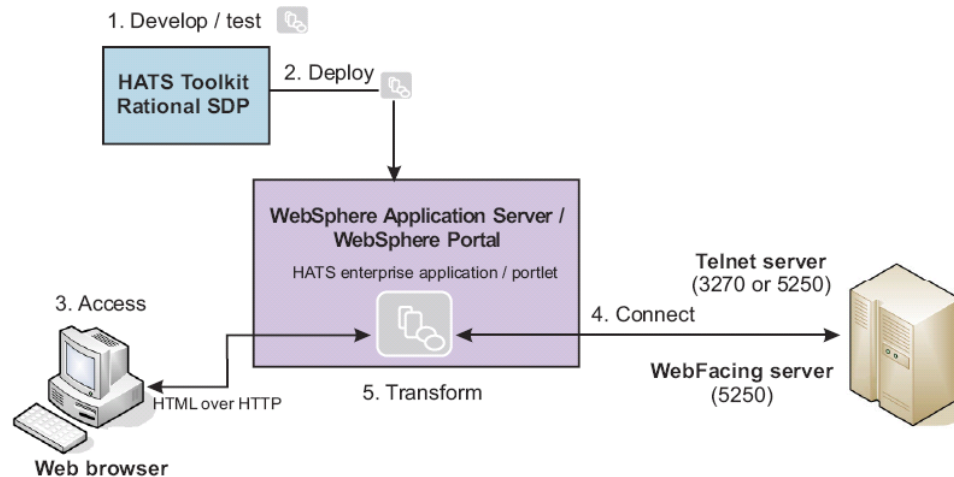 1. Develop / test
HATS Toolkit
Rational SDP
2. Deploy
WebSphere Application Server /
WebSphere Portal
HATS enterprise application / portlet
3. Access
HTML over HTTP
Web browser
4. Connect
5. Transform
Telnet server
(3270 or 5250)
WebFacing server
(5250)